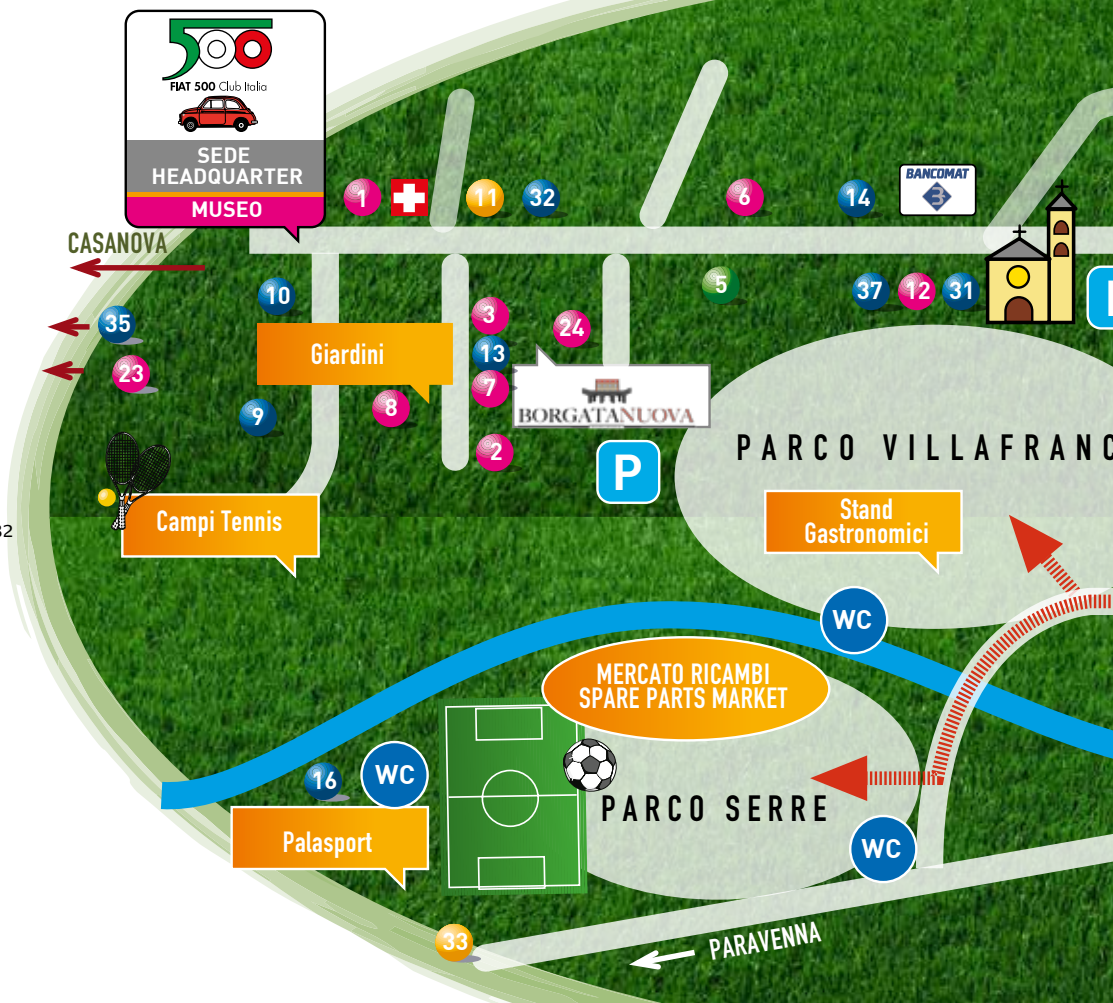 500
FIAT 500 Club Italia
SEDE
HEADQUARTER
MUSEO
CASANOVA
1
11
32
6
14
BANCOMAT
3
10
5
37
12
31
35
3
24
23
Giardini
13
7
BORGATANUOVA
8
9
2
P
PARCO VILLAFRANC
Campi Tennis
Stand
Gastronomici
32
WC
MERCATO RICAMBI
SPARE PARTS MARKET
16
WC
PARCO SERRE
Palasport
WC
33
PARAVENNA